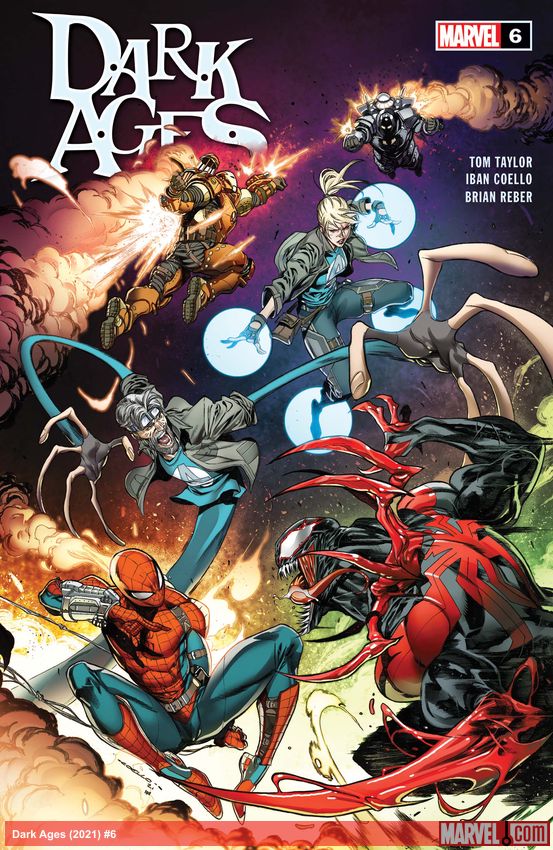 DARK
AGES
MARVEL 6
TOM TAYLOR
IBAN COELLO
BRIAN REBER
Dark Ages (2021) #6
MARVEL.com